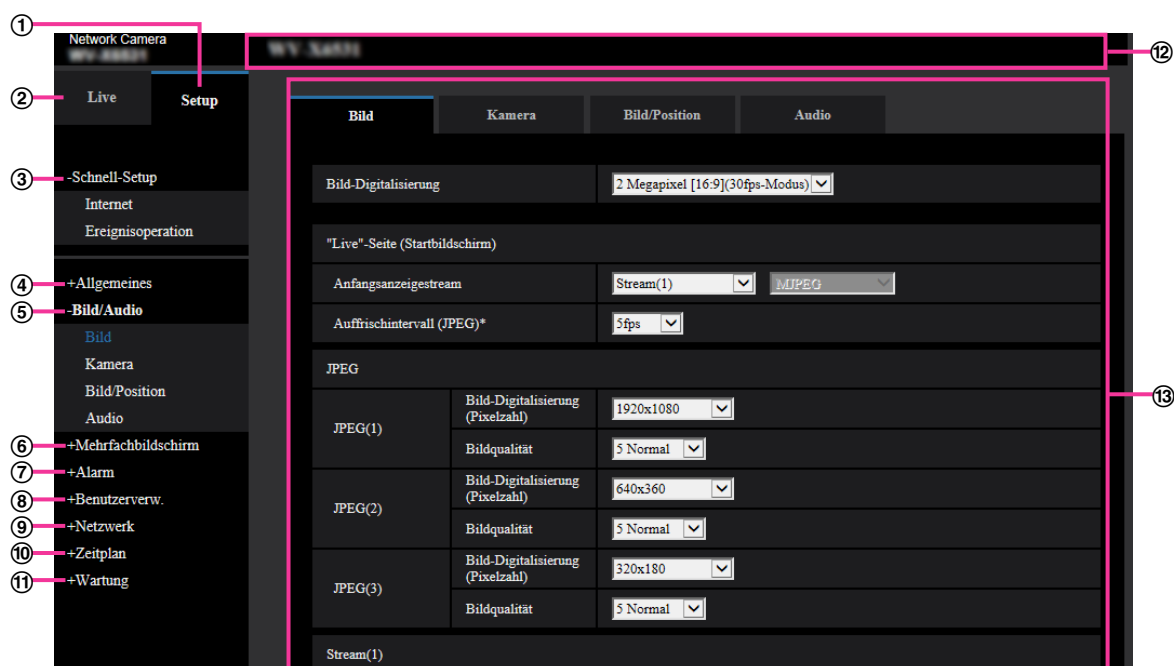 ①
Network Camera
⑫
② Live Setup
Bild Kamera Bild/Position Audio
③ -Schnell-Setup
Internet
Ereignisoperation
④ +Allgemeines
⑤ -Bild/Audio
Bild
Kamera
Bild/Position
Audio
⑥ +Mehrfachbildschirm
⑦ +Alarm
⑧ +Benutzerverw.
⑨ +Netzwerk
⑩ +Zeitplan
⑪ +Wartung
Bild-Digitalisierung 2 Megapixel [16:9](30fps-Modus)
"Live"-Seite (Startbildschirm)
Anfangsanzeigestream Stream(1) MJPEG
Auffrischintervall (JPEG)* 5fps
JPEG
JPEG(1)
Bild-Digitalisierung
(Pixelzahl)
1920x1080
Bildqualität 5 Normal
JPEG(2)
Bild-Digitalisierung
(Pixelzahl)
640x360
Bildqualität 5 Normal
JPEG(3)
Bild-Digitalisierung
(Pixelzahl)
320x180
Bildqualität 5 Normal
Stream(1)
⑬